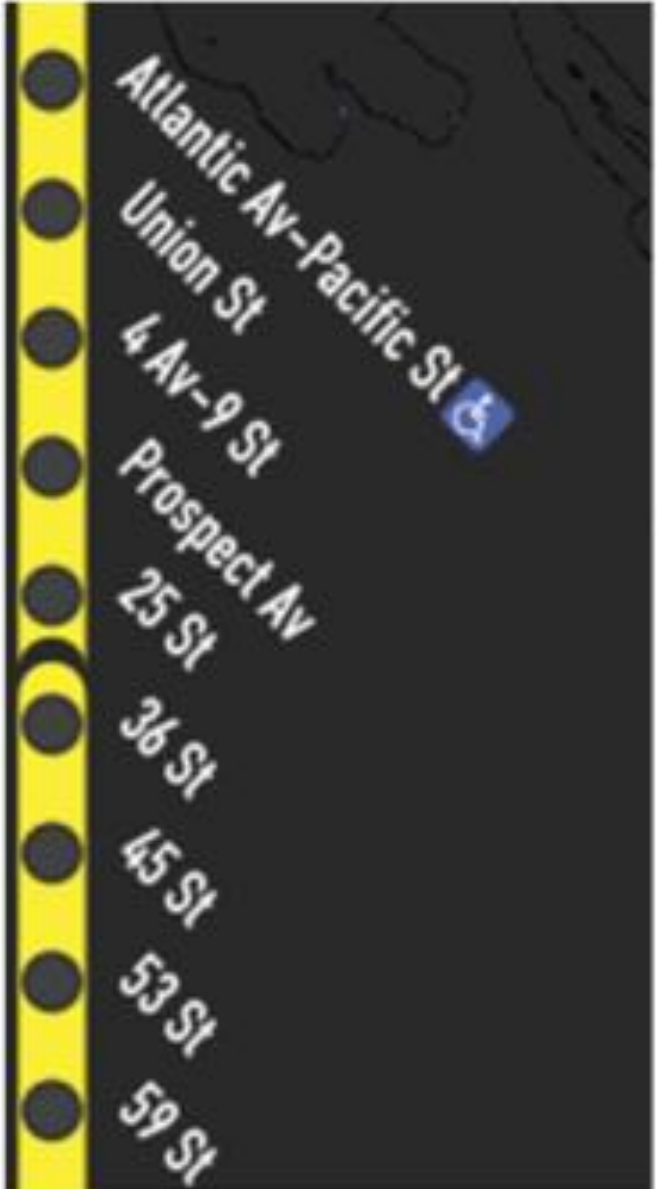 Atlantic Av–Pacific St
Union St
4 Av–9 St
Prospect Av
25 St
36 St
45 St
53 St
59 St